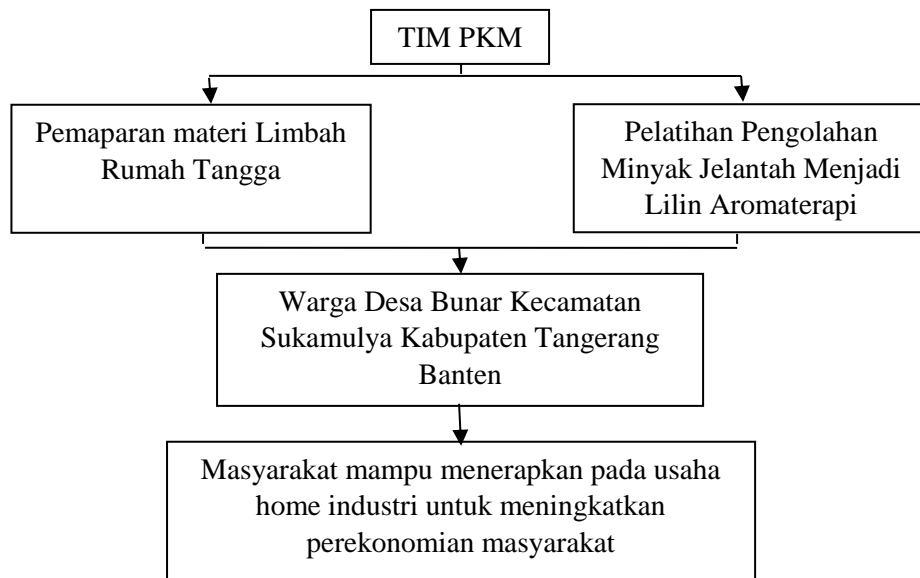 TIM PKM
Pemaparan materi Limbah
Rumah Tangga
Pelatihan Pengolahan
Minyak Jelantah Menjadi
Lilin Aromaterapi
Warga Desa Bunar Kecamatan
Sukamulya Kabupaten Tangerang
Banten
Masyarakat mampu menerapkan pada usaha
home industri untuk meningkatkan
perekonomian masyarakat